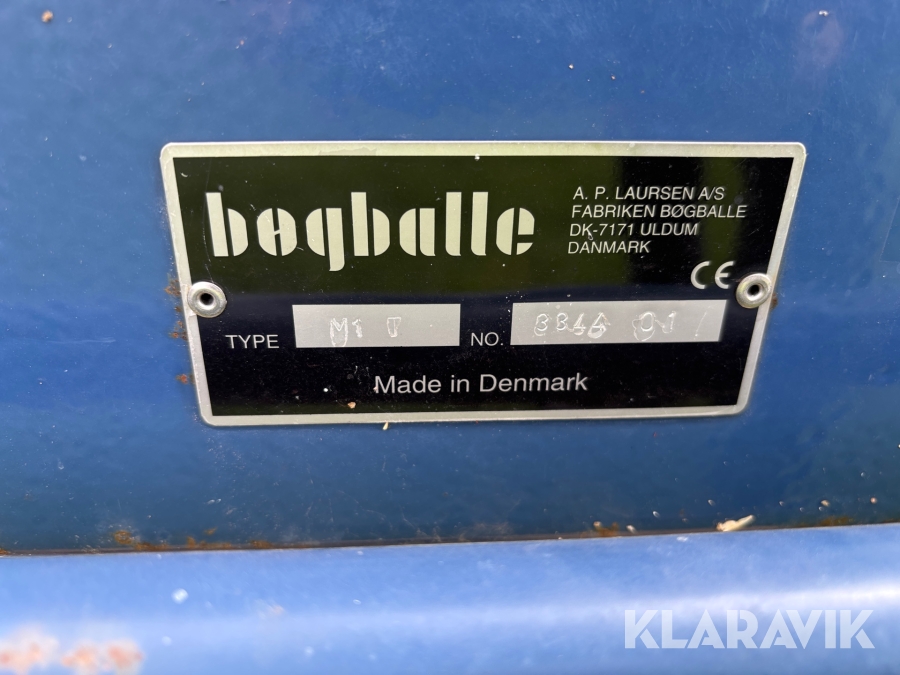 bøgballe
A. P. LAURSEN A/S
FABRIKEN BØGBALLE
DK-7171 ULDUM
DANMARK
CE
TYPE M1
NO.
Made in Denmark
KLARAVIK